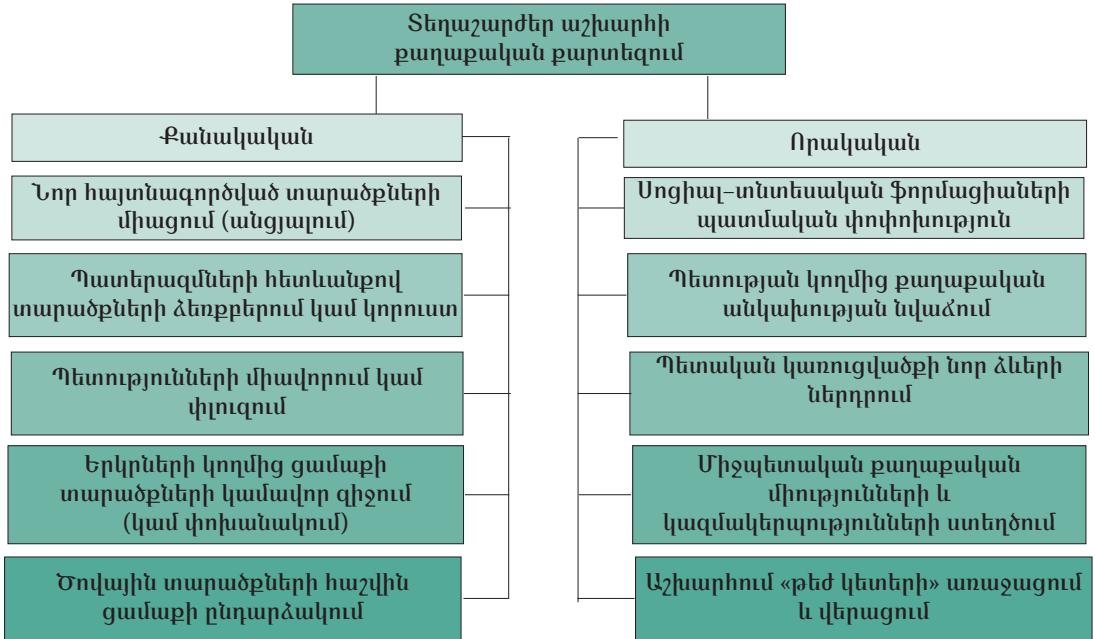 Տեղաշարժեր աշխարհի
քաղաքական քարտեզում
Քանակական
Նոր հայտնագործված տարածքների
միացում (անցյալում)
Պատերազմների հետևանքով
տարածքների ձեռքբերում կամ կորուստ
Պետությունների միավորում կամ
փլուզում
Երկրների կողմից ցամաքի
տարածքների կամավոր զիջում
(կամ փոխանակում)
Ծովային տարածքների հաշվին
ցամաքի ընդարձակում
Որակական
Սոցիալ–տնտեսական ֆորմացիաների
պատմական փոփոխություն
Պետության կողմից քաղաքական
անկախության նվաճում
Պետական կառուցվածքի նոր ձևերի
ներդրում
Միջպետական քաղաքական
միությունների և
կազմակերպությունների ստեղծում
Աշխարհում «թեժ կետերի» առաջացում
և վերացում